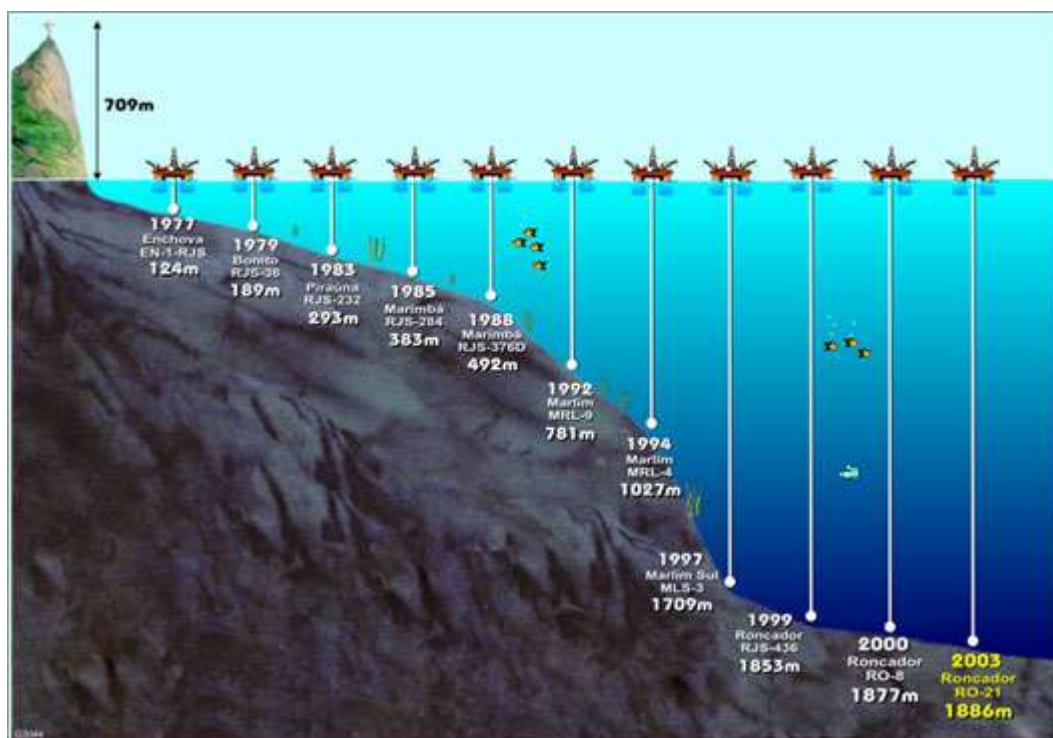 709m
1977
Enchova
EN-1-RJS
124m
1979
Bonito
RJS-38
189m
1983
Piraúna
RJS-232
293m
1985
Marimbá
RJS-284
383m
1988
Marimbá
RJS-376D
492m
1992
Marlim
MRL-9
781m
1994
Marlim
MRL-4
1027m
1997
Marlim Sul
MLS-3
1709m
1999
Roncador
RJS-436
1853m
2000
Roncador
RO-8
1877m
2003
Roncador
RO-21
1886m